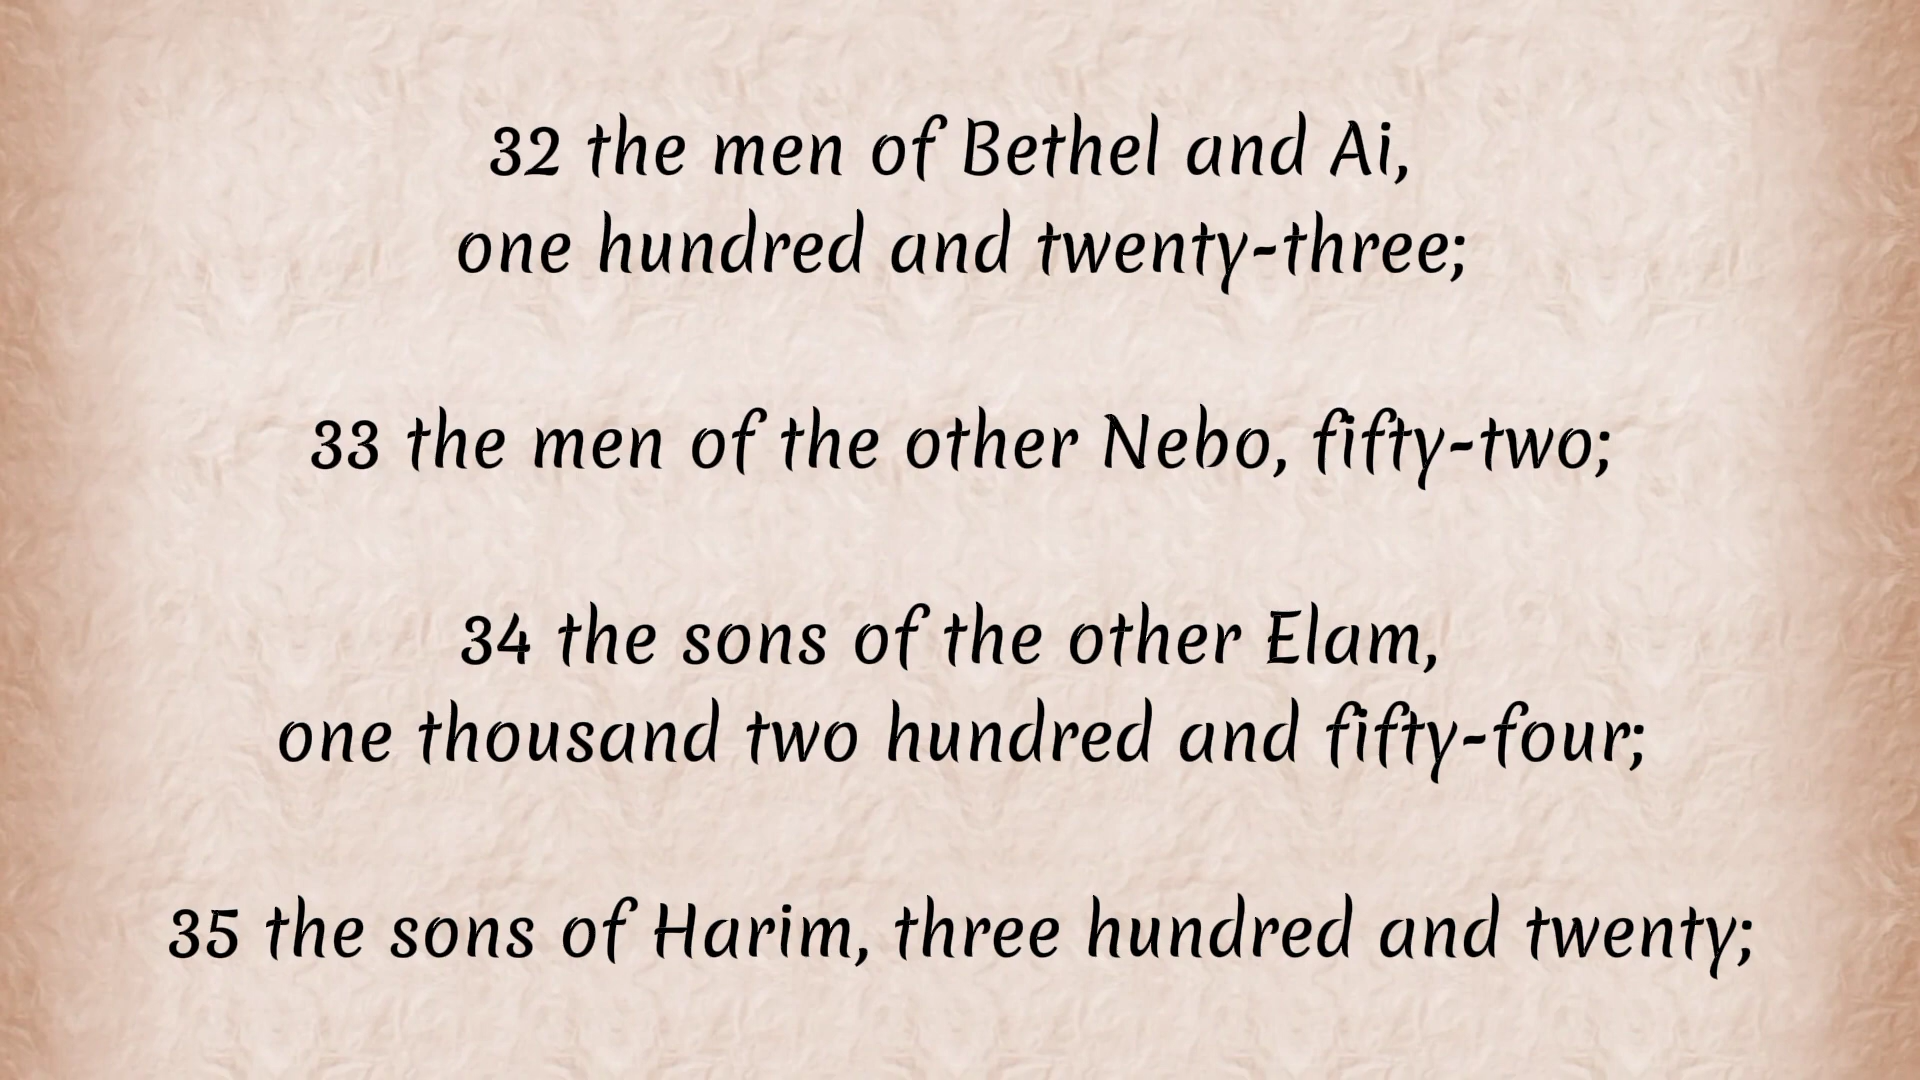 32 the men of Bethel and Ai,
one hundred and twenty-three;
33 the men of the other Nebo, fifty-two;
34 the sons of the other Elam,
one thousand two hundred and fifty-four;
35 the sons of Harim, three hundred and twenty;